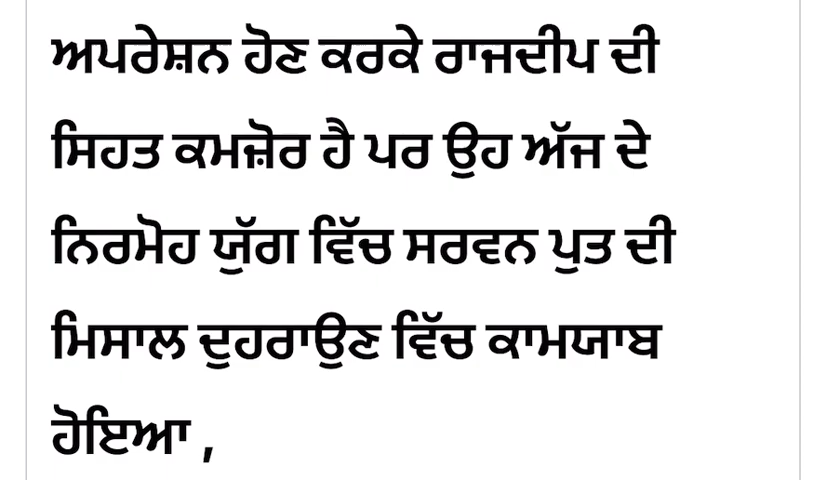 ਅਪਰੇਸ਼ਨ ਹੋਣ ਕਰਕੇ ਰਾਜਦੀਪ ਦੀ
ਸਿਹਤ ਕਮਜ਼ੋਰ ਹੈ ਪਰ ਉਹ ਅੱਜ ਦੇ
ਨਿਰਮੋਹ ਯੁੱਗ ਵਿੱਚ ਸਰਵਨ ਪੁਤ ਦੀ
ਮਿਸਾਲ ਦੁਹਰਾਉਣ ਵਿੱਚ ਕਾਮਯਾਬ
ਹੋਇਆ ,